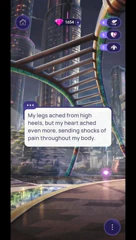 1454
My legs ached from high
heels, but my heart ached
even more, sending shocks of
pain throughout my body.